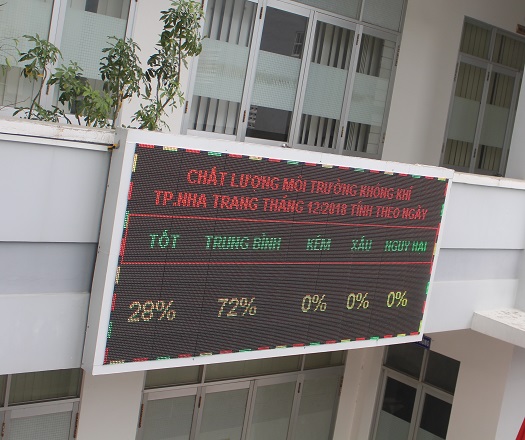 CHẤT LƯỢNG MÔI TRƯỜNG KHÔNG KHÍ
TP.NHA TRANG THÁNG 12/2018 TÍNH THEO NGÀY
TỐT TRUNG BÌNH KÉM XẤU NGUY HẠI
28% 72% 0% 0% 0%